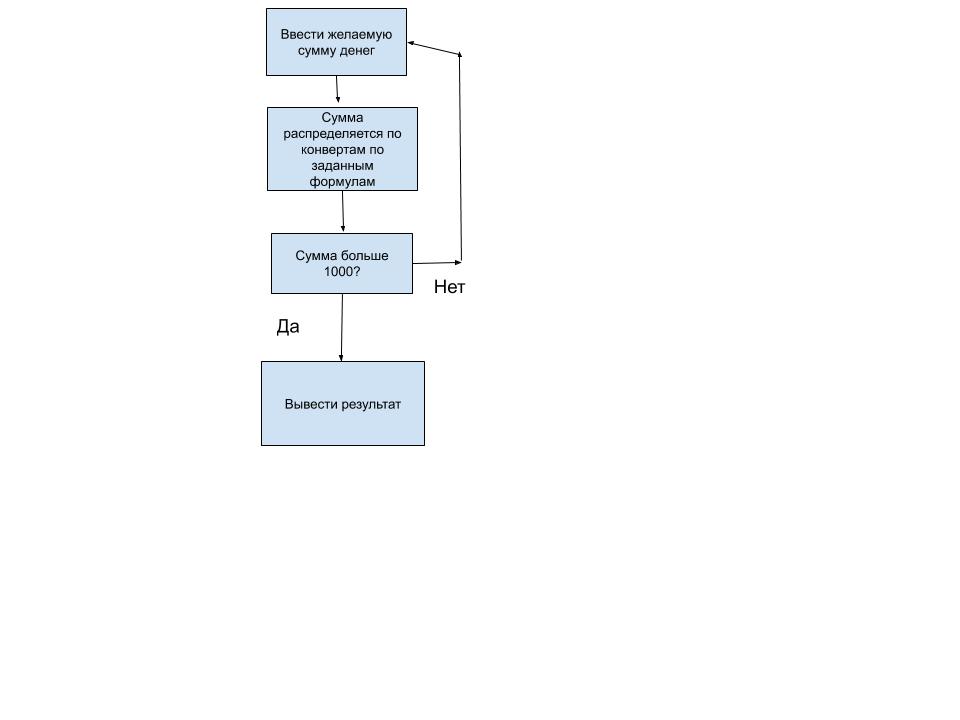 Ввести желаемую
сумму денег
Сумма
распределяется по
конвертам по
заданным
формулам
Сумма больше
1000?
Нет
Да
Вывести результат